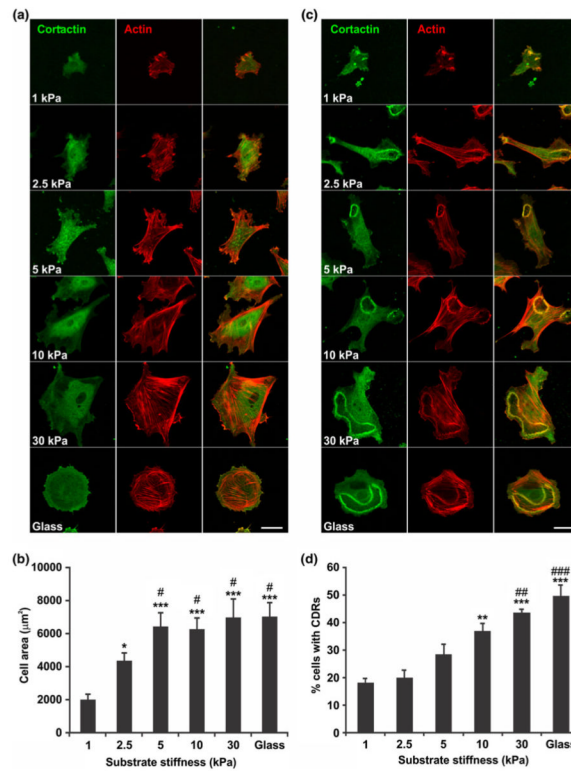 (a)
Cortactin Actin
1 kPa
2.5 kPa
5 kPa
10 kPa
30 kPa
Glass
(b)
Cell area (μm²)
10000
8000
6000
4000
2000
0
* #
*** #
*** #
*** #
***
1 2.5 5 10 30 Glass
Substrate stiffness (kPa)
(c)
Cortactin Actin
1 kPa
2.5 kPa
5 kPa
10 kPa
30 kPa
Glass
(d)
% cells with CDRs
60
50
40
30
20
10
0
**
##
***
###
***
1 2.5 5 10 30 Glass
Substrate stiffness (kPa)